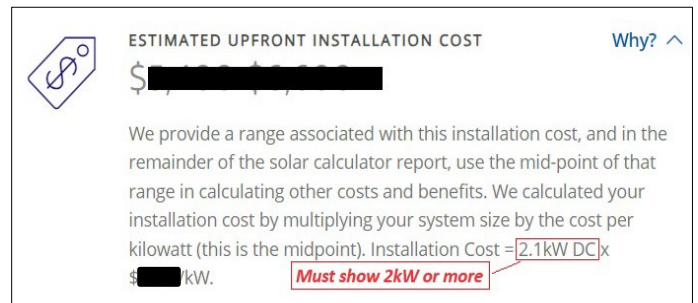 ESTIMATED UPFRONT INSTALLATION COST
Why?
$
We provide a range associated with this installation cost, and in the
remainder of the solar calculator report, use the mid-point of that
range in calculating other costs and benefits. We calculated your
installation cost by multiplying your system size by the cost per
kilowatt (this is the midpoint). Installation Cost = 2.1kW DC x
$ /kW.
Must show 2kW or more